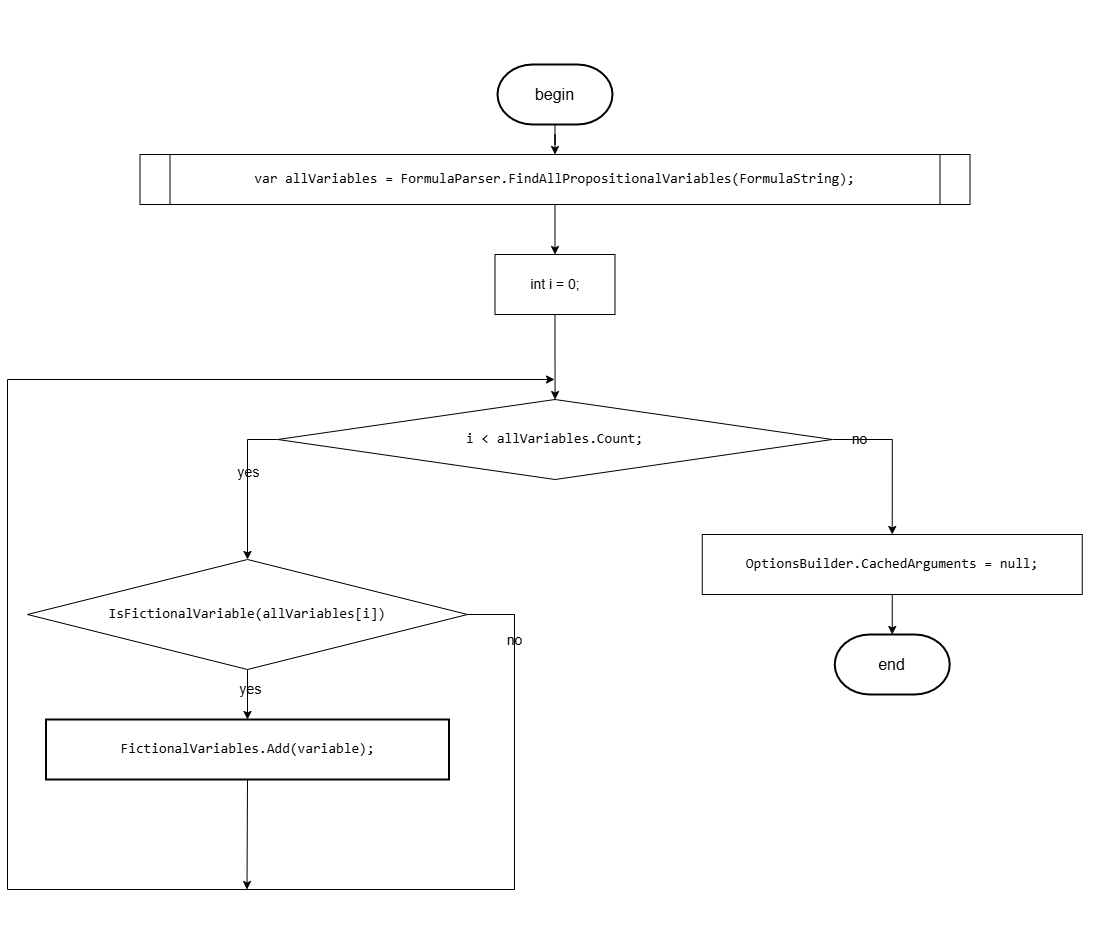 begin
var allVariables = FormulaParser.FindAllPropositionalVariables(FormulaString);
int i = 0;
i < allVariables.Count;
no
yes
OptionsBuilder.CachedArguments = null;
IsFictionalVariable(allVariables[i])
no
end
yes
FictionalVariables.Add(variable);